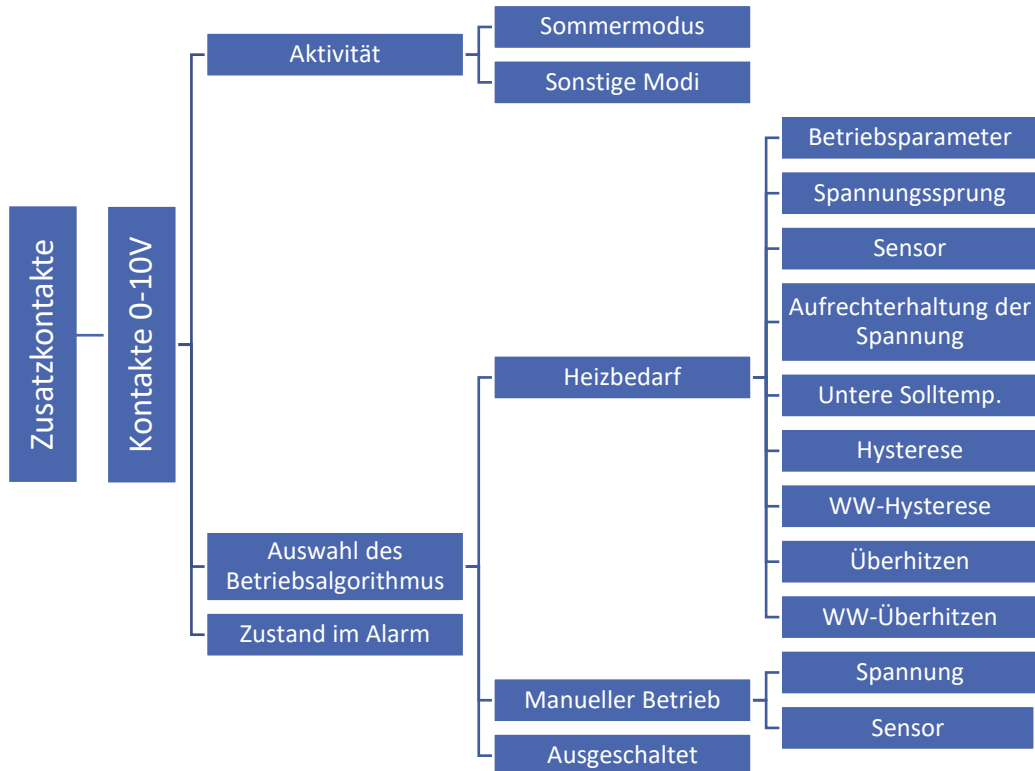 Zusatzkontakte
Kontakte 0-10V
Aktivität
Sommermodus
Sonstige Modi
Auswahl des
Betriebsalgorithmus
Heizbedarf
Betriebsparameter
Spannungssprung
Sensor
Aufrechterhaltung der
Spannung
Untere Solltemp.
Hysterese
WW-Hysterese
Überhitzen
WW-Überhitzen
Manueller Betrieb
Spannung
Sensor
Ausgeschaltet
Zustand im Alarm